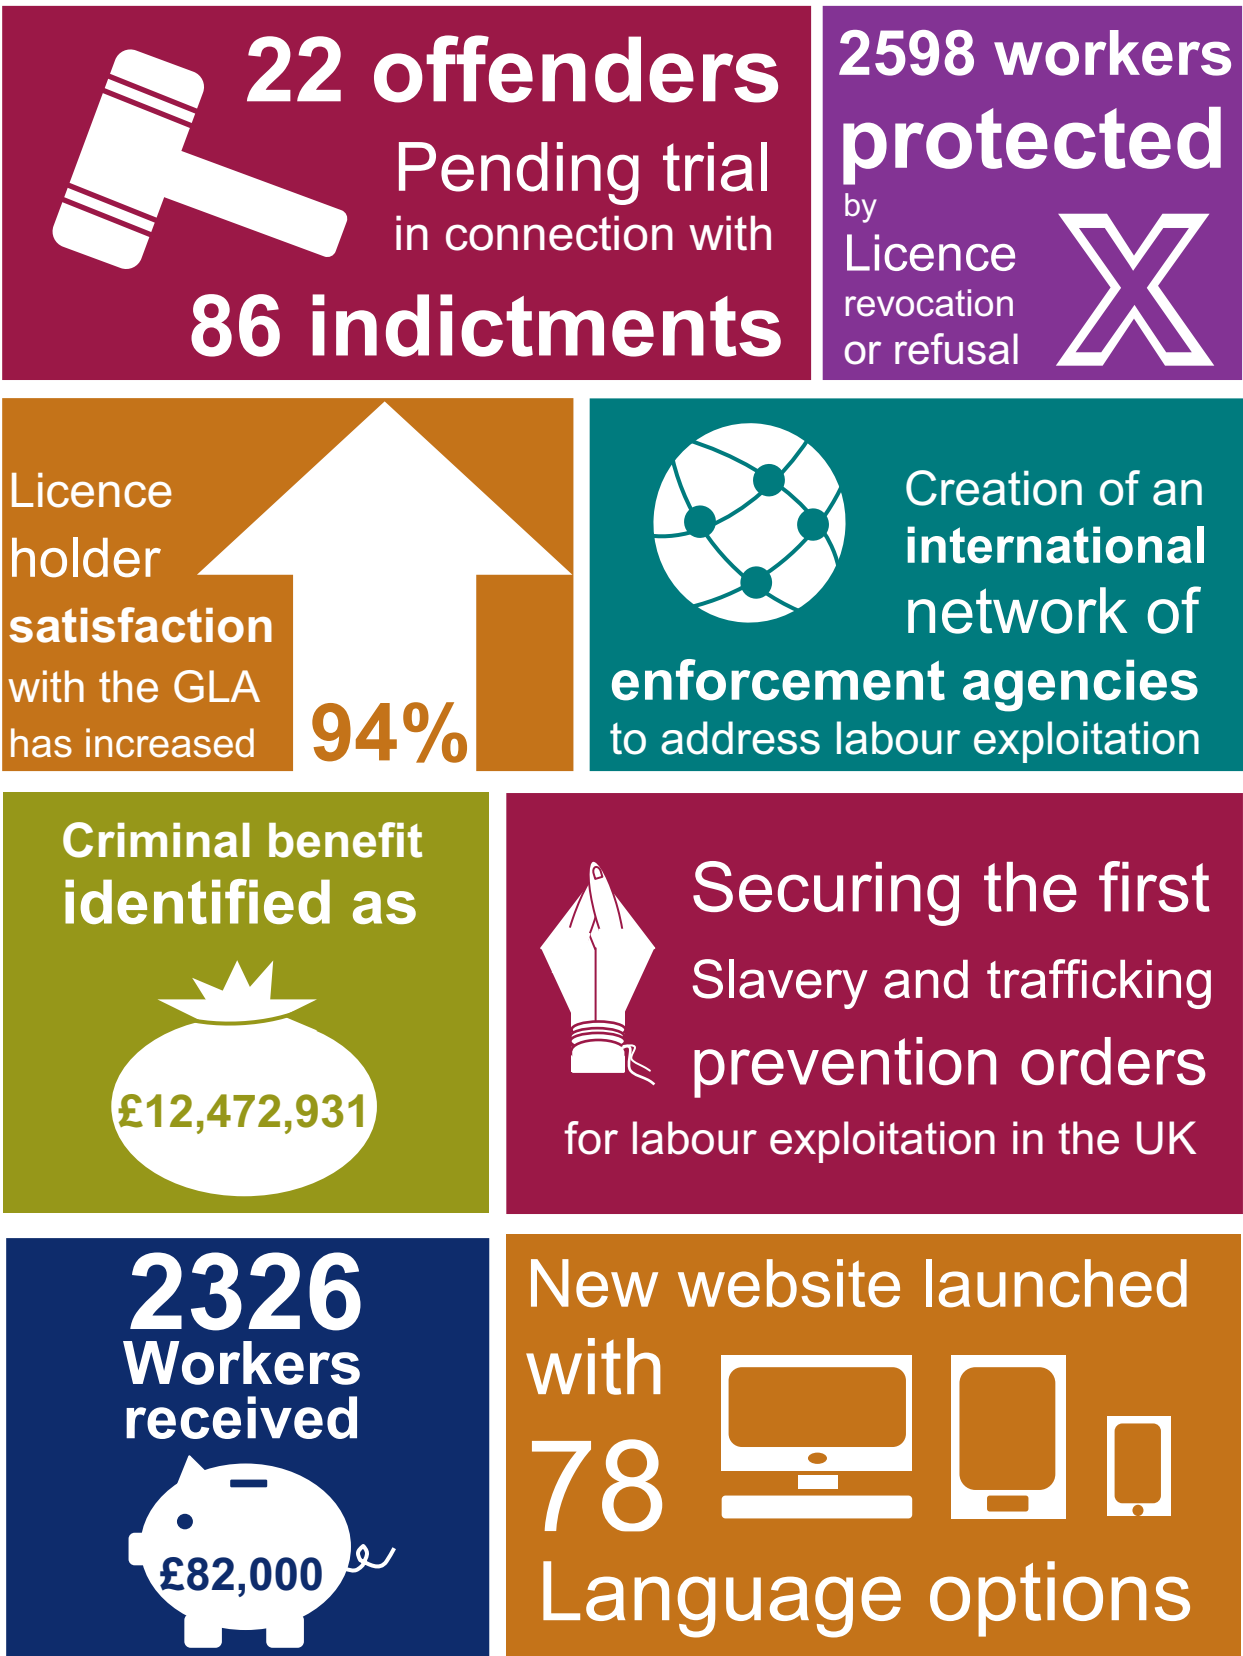 22 offenders
Pending trial
in connection with
86 indictments
2598 workers
protected
by
Licence
revocation
or refusal
X
Licence
holder
satisfaction
with the GLA
has increased
94%
Creation of an
international
network of
enforcement agencies
to address labour exploitation
Criminal benefit
identified as
£12,472,931
Securing the first
Slavery and trafficking
prevention orders
for labour exploitation in the UK
2326
Workers
received
£82,000
New website launched
with
78
Language options